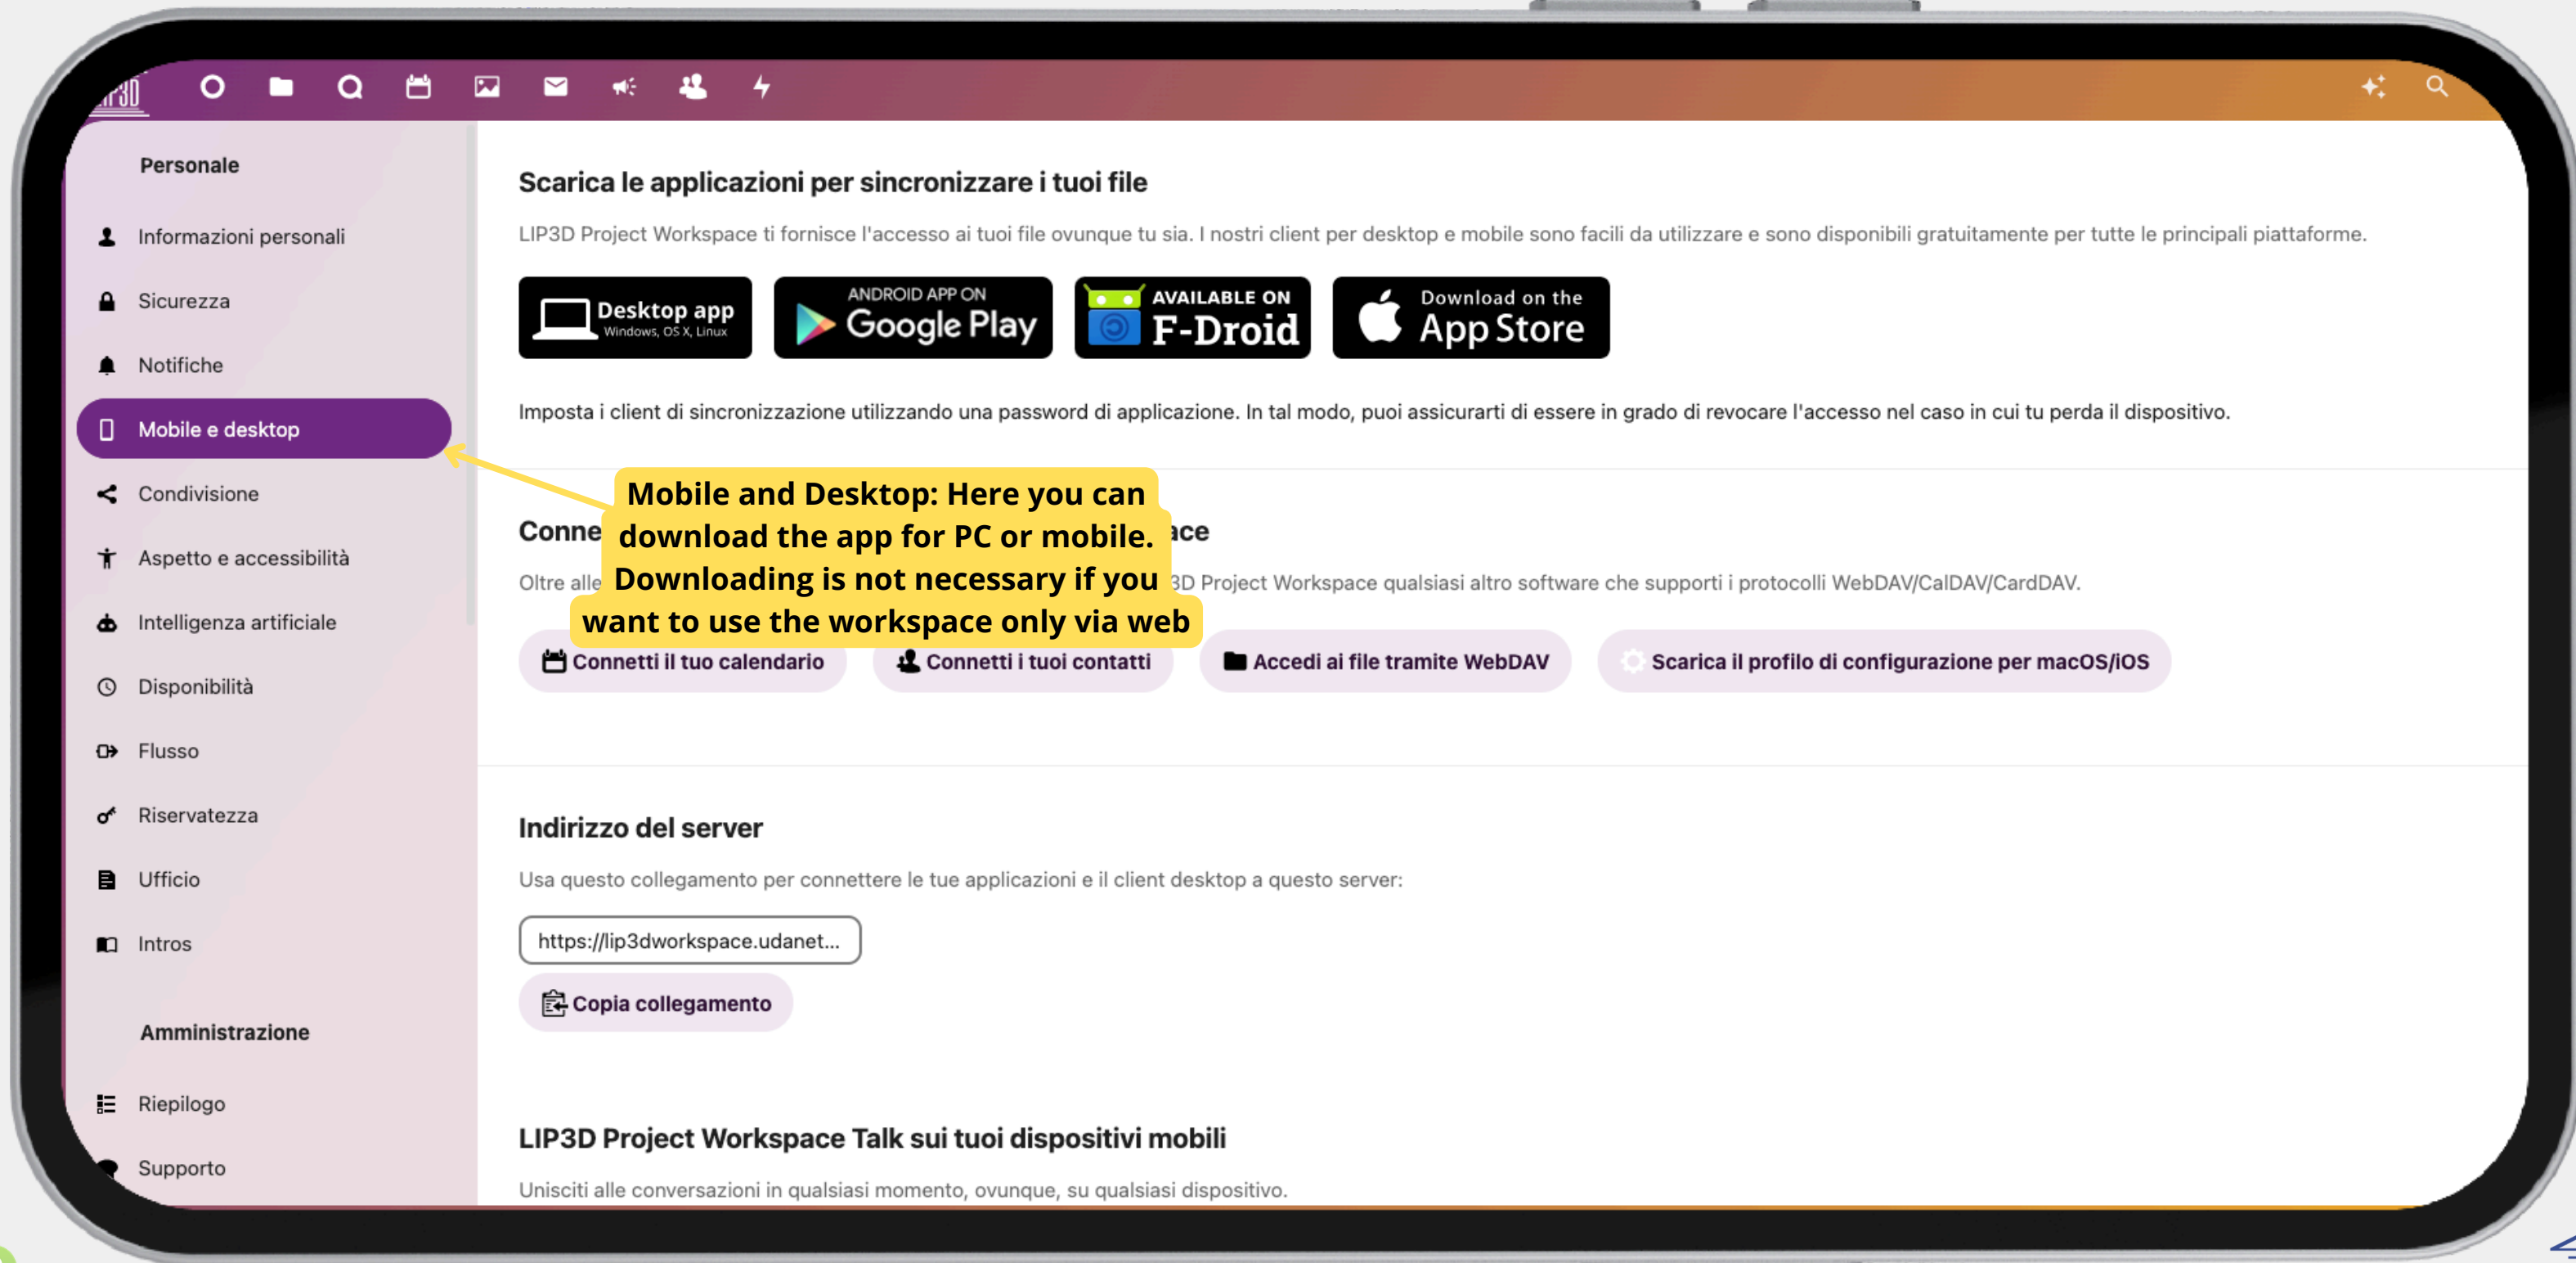 LIP3D
Personale
Informazioni personali
Sicurezza
Notifiche
Mobile e desktop
Condivisione
Aspetto e accessibilità
Intelligenza artificiale
Disponibilità
Flusso
Riservatezza
Ufficio
Intros
Amministrazione
Riepilogo
Supporto
Scarica le applicazioni per sincronizzare i tuoi file
LIP3D Project Workspace ti fornisce l'accesso ai tuoi file ovunque tu sia. I nostri client per desktop e mobile sono facili da utilizzare e sono disponibili gratuitamente per tutte le principali piattaforme.
Desktop app
Windows, OS X, Linux
ANDROID APP ON
Google Play
AVAILABLE ON
F-Droid
Download on the
App Store
Imposta i client di sincronizzazione utilizzando una password di applicazione. In tal modo, puoi assicurarti di essere in grado di revocare l'accesso nel caso in cui tu perda il dispositivo.
Mobile and Desktop: Here you can
download the app for PC or mobile.
Downloading is not necessary if you
want to use the workspace only via web
Oltre alle Project Workspace qualsiasi altro software che supporti i protocolli WebDAV/CalDAV/CardDAV.
Connetti il tuo calendario
Connetti i tuoi contatti
Accedi ai file tramite WebDAV
Scarica il profilo di configurazione per macOS/iOS
Indirizzo del server
Usa questo collegamento per connettere le tue applicazioni e il client desktop a questo server:
https://lip3dworkspace.udanet...
Copia collegamento
LIP3D Project Workspace Talk sui tuoi dispositivi mobili
Unisciti alle conversazioni in qualsiasi momento, ovunque, su qualsiasi dispositivo.